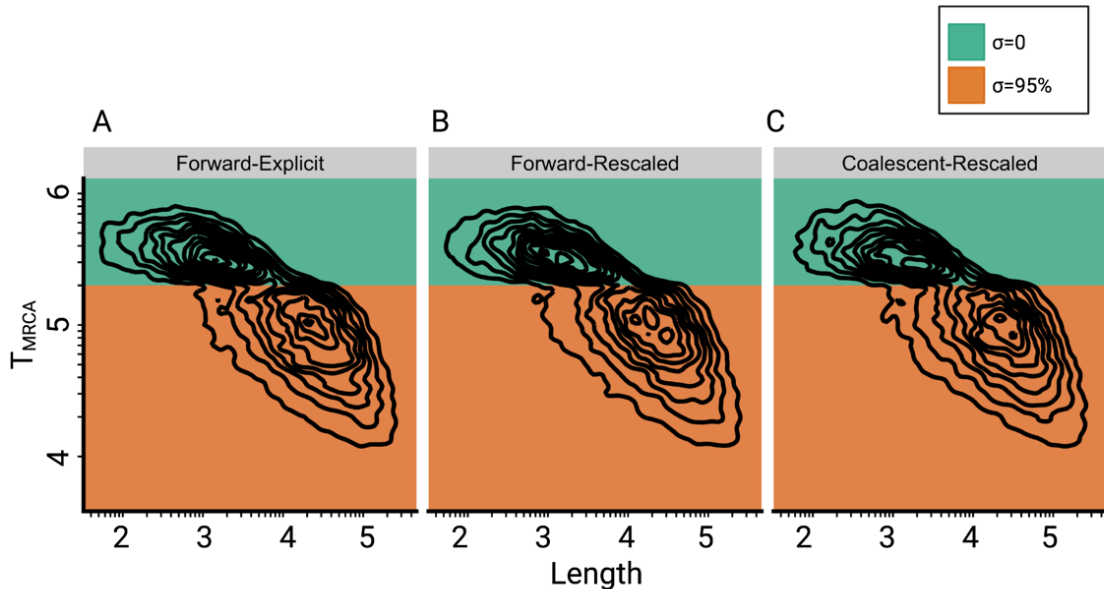 σ=0
σ=95%
A
B
C
Forward-Explicit
Forward-Rescaled
Coalescent-Rescaled
6
5
4
TMRCA
2 3 4 5
2 3 4 5
2 3 4 5
Length